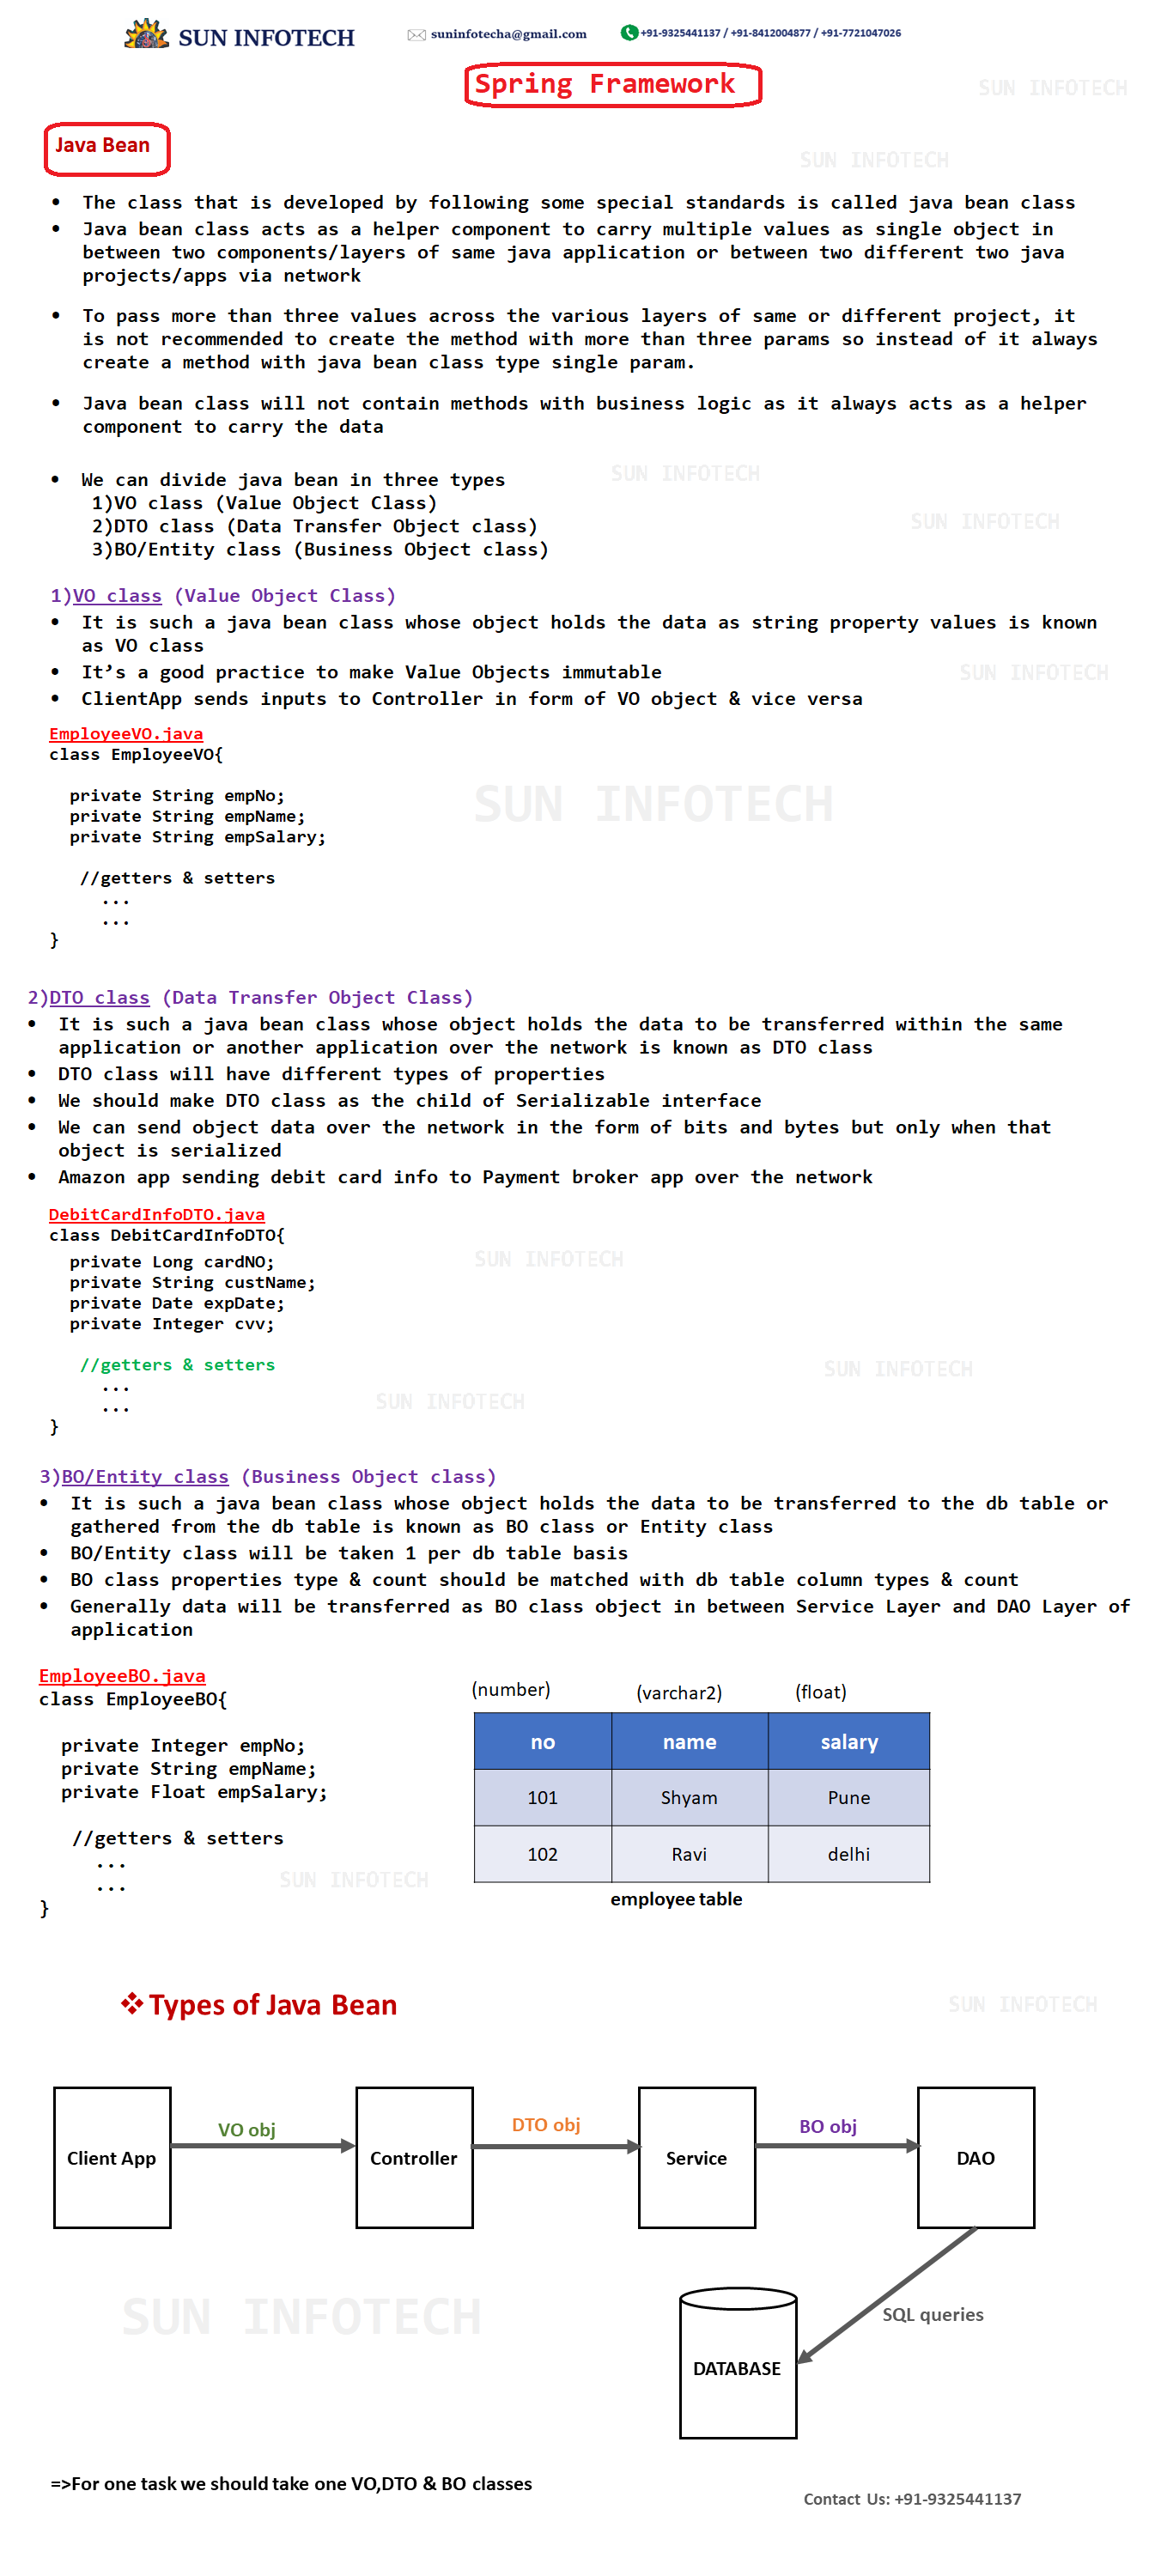 SUN INFOTECH
suninfotecha@gmail.com
+91-9325441137 / +91-8412004877 / +91-7721047026
Spring Framework
SUN INFOTECH
Java Bean
SUN INFOTECH
• The class that is developed by following some special standards is called java bean class
• Java bean class acts as a helper component to carry multiple values as single object in
between two components/layers of same java application or between two different two java
projects/apps via network
• To pass more than three values across the various layers of same or different project, it
is not recommended to create the method with more than three params so instead of it always
create a method with java bean class type single param.
• Java bean class will not contain methods with business logic as it always acts as a helper
component to carry the data
SUN INFOTECH
• We can divide java bean in three types
1)VO class (Value Object Class)
SUN INFOTECH
2)DTO class (Data Transfer Object class)
3)BO/Entity class (Business Object class)
1)VO class (Value Object Class)
• It is such a java bean class whose object holds the data as string property values is known
as VO class
• It’s a good practice to make Value Objects immutable
SUN INFOTECH
• ClientApp sends inputs to Controller in form of VO object & vice versa
EmployeeVO.java
class EmployeeVO{
private String empNo;
SUN INFOTECH
private String empName;
private String empSalary;
//getters & setters
...
...
}
2)DTO class (Data Transfer Object Class)
• It is such a java bean class whose object holds the data to be transferred within the same
application or another application over the network is known as DTO class
• DTO class will have different types of properties
• We should make DTO class as the child of Serializable interface
• We can send object data over the network in the form of bits and bytes but only when that
object is serialized
• Amazon app sending debit card info to Payment broker app over the network
DebitCardInfoDTO.java
class DebitCardInfoDTO{
SUN INFOTECH
private Long cardNO;
private String custName;
private Date expDate;
private Integer cvv;
//getters & setters
SUN INFOTECH
...
SUN INFOTECH
...
}
3)BO/Entity class (Business Object class)
• It is such a java bean class whose object holds the data to be transferred to the db table or
gathered from the db table is known as BO class or Entity class
• BO/Entity class will be taken 1 per db table basis
• BO class properties type & count should be matched with db table column types & count
• Generally data will be transferred as BO class object in between Service Layer and DAO Layer of
application
EmployeeBO.java
class EmployeeBO{
private Integer empNo;
private String empName;
private Float empSalary;
//getters & setters
...
...
}
SUN INFOTECH
(number) (varchar2) (float)
no name salary
101 Shyam Pune
102 Ravi delhi
employee table
❖ Types of Java Bean
SUN INFOTECH
VO obj
DTO obj
BO obj
Client App
Controller
Service
DAO
SUN INFOTECH
SQL queries
DATABASE
=>For one task we should take one VO,DTO & BO classes
Contact Us: +91-9325441137